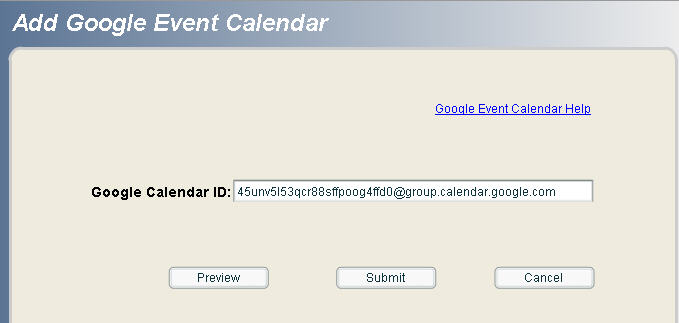 Add Google Event Calendar
Google Event Calendar Help
Google Calendar ID: 45unv5l53qcr88sffpoog4ffd0@group.calendar.google.com
Preview Submit Cancel